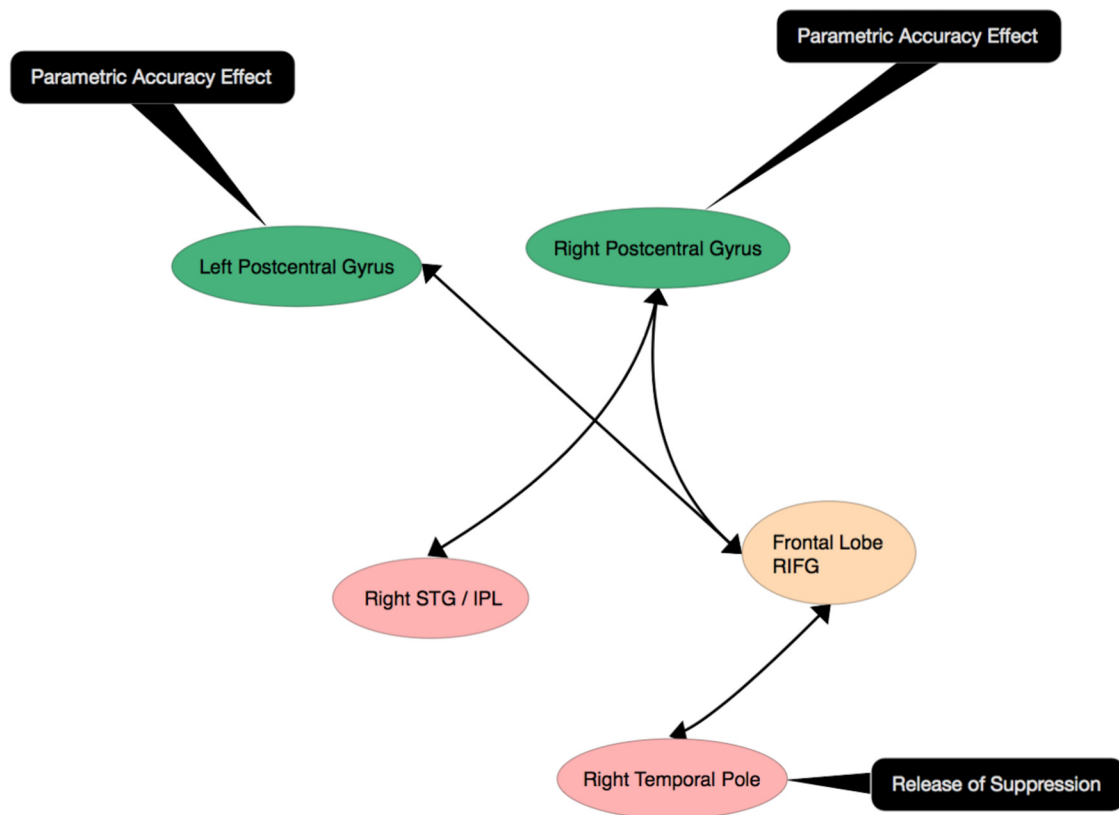 Parametric Accuracy Effect
Parametric Accuracy Effect
Left Postcentral Gyrus
Right Postcentral Gyrus
Frontal Lobe
RIFG
Right STG / IPL
Right Temporal Pole
Release of Suppression